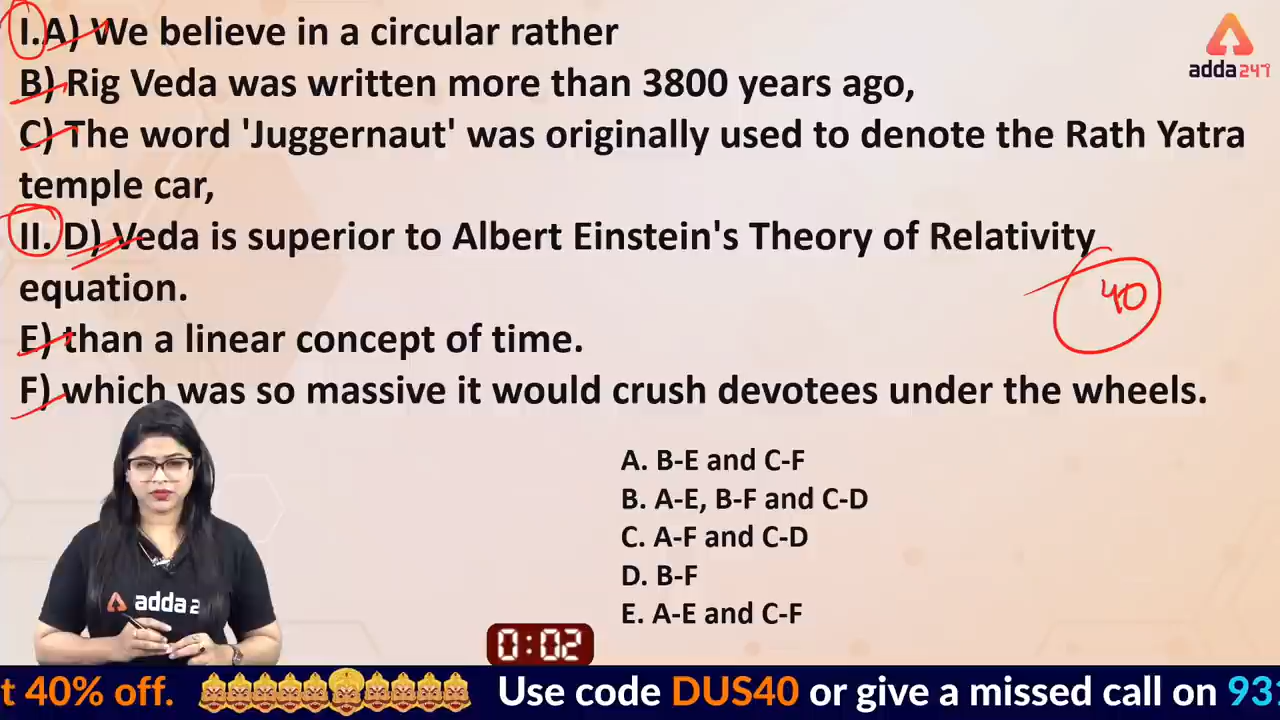 I.A) We believe in a circular rather
adda247
B) Rig Veda was written more than 3800 years ago,
C) The word 'Juggernaut' was originally used to denote the Rath Yatra
temple car,
II. D) Veda is superior to Albert Einstein's Theory of Relativity
equation.
40
E) than a linear concept of time.
F) which was so massive it would crush devotees under the wheels.
A. B-E and C-F
B. A-E, B-F and C-D
C. A-F and C-D
D. B-F
E. A-E and C-F
adda2
0:02
t 40% off.
Use code DUS40 or give a missed call on 93